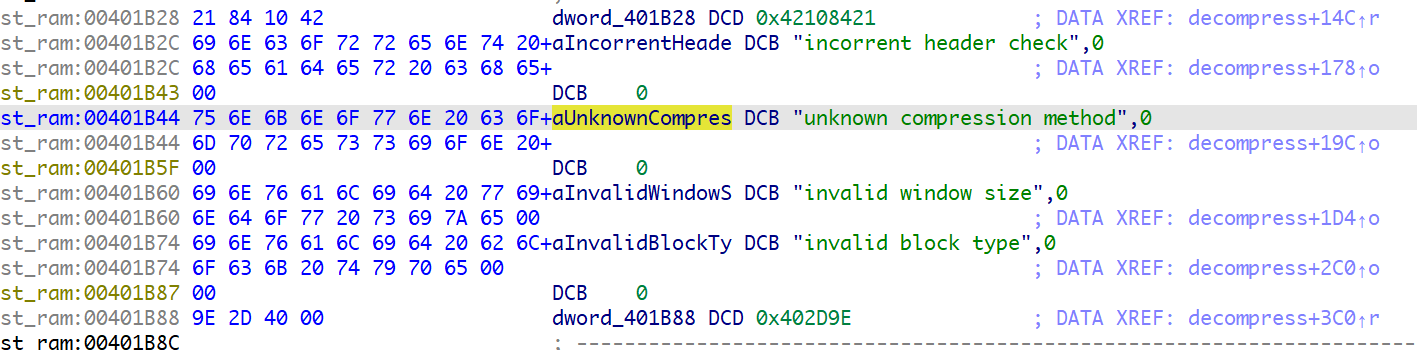 st_ram:00401B28 21 84 10 42 dword_401B28 DCD 0x42108421 ; DATA XREF: decompress+14C↑r
st_ram:00401B2C 69 6E 63 6F 72 72 65 6E 74 20+aIncorrentHeade DCB "incorrent header check",0
st_ram:00401B2C 68 65 61 64 65 72 20 63 68 65+ ; DATA XREF: decompress+178↑o
st_ram:00401B43 00 DCB 0
st_ram:00401B44 75 6E 6B 6E 6F 77 6E 20 63 6F+aUnknownCompres DCB "unknown compression method",0
st_ram:00401B44 6D 70 72 65 73 73 69 6F 6E 20+ ; DATA XREF: decompress+19C↑o
st_ram:00401B5F 00 DCB 0
st_ram:00401B60 69 6E 76 61 6C 69 64 20 77 69+aInvalidWindowS DCB "invalid window size",0
st_ram:00401B60 6E 64 6F 77 20 73 69 7A 65 00 ; DATA XREF: decompress+1D4↑o
st_ram:00401B74 69 6E 76 61 6C 69 64 20 62 6C+aInvalidBlockTy DCB "invalid block type",0
st_ram:00401B74 6F 63 6B 20 74 79 70 65 00 ; DATA XREF: decompress+2C0↑o
st_ram:00401B87 00 DCB 0
st_ram:00401B88 9E 2D 40 00 dword_401B88 DCD 0x402D9E ; DATA XREF: decompress+3C0↑r
st_ram:00401B8C ; ---------------------------------------------------------------